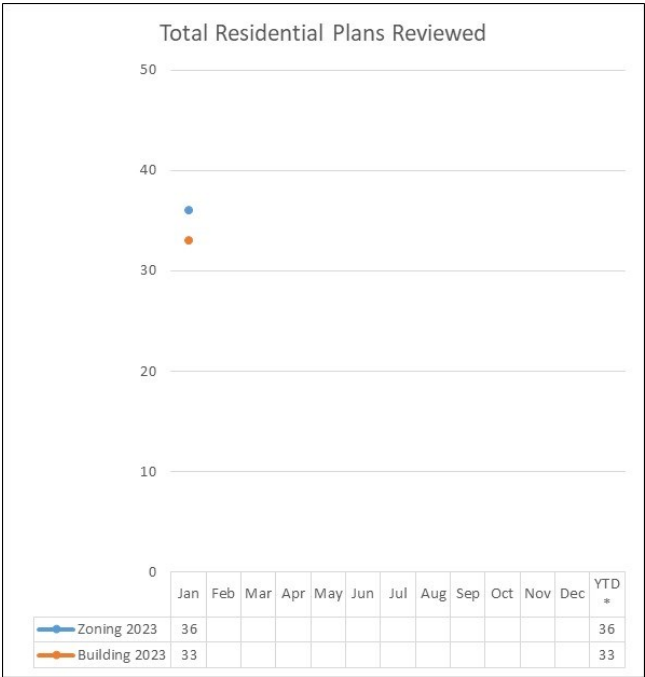 Total Residential Plans Reviewed
50
40
30
20
10
0
Jan Feb Mar Apr May Jun Jul Aug Sep Oct Nov Dec YTD
*
Zoning 2023 36 36
Building 2023 33 33